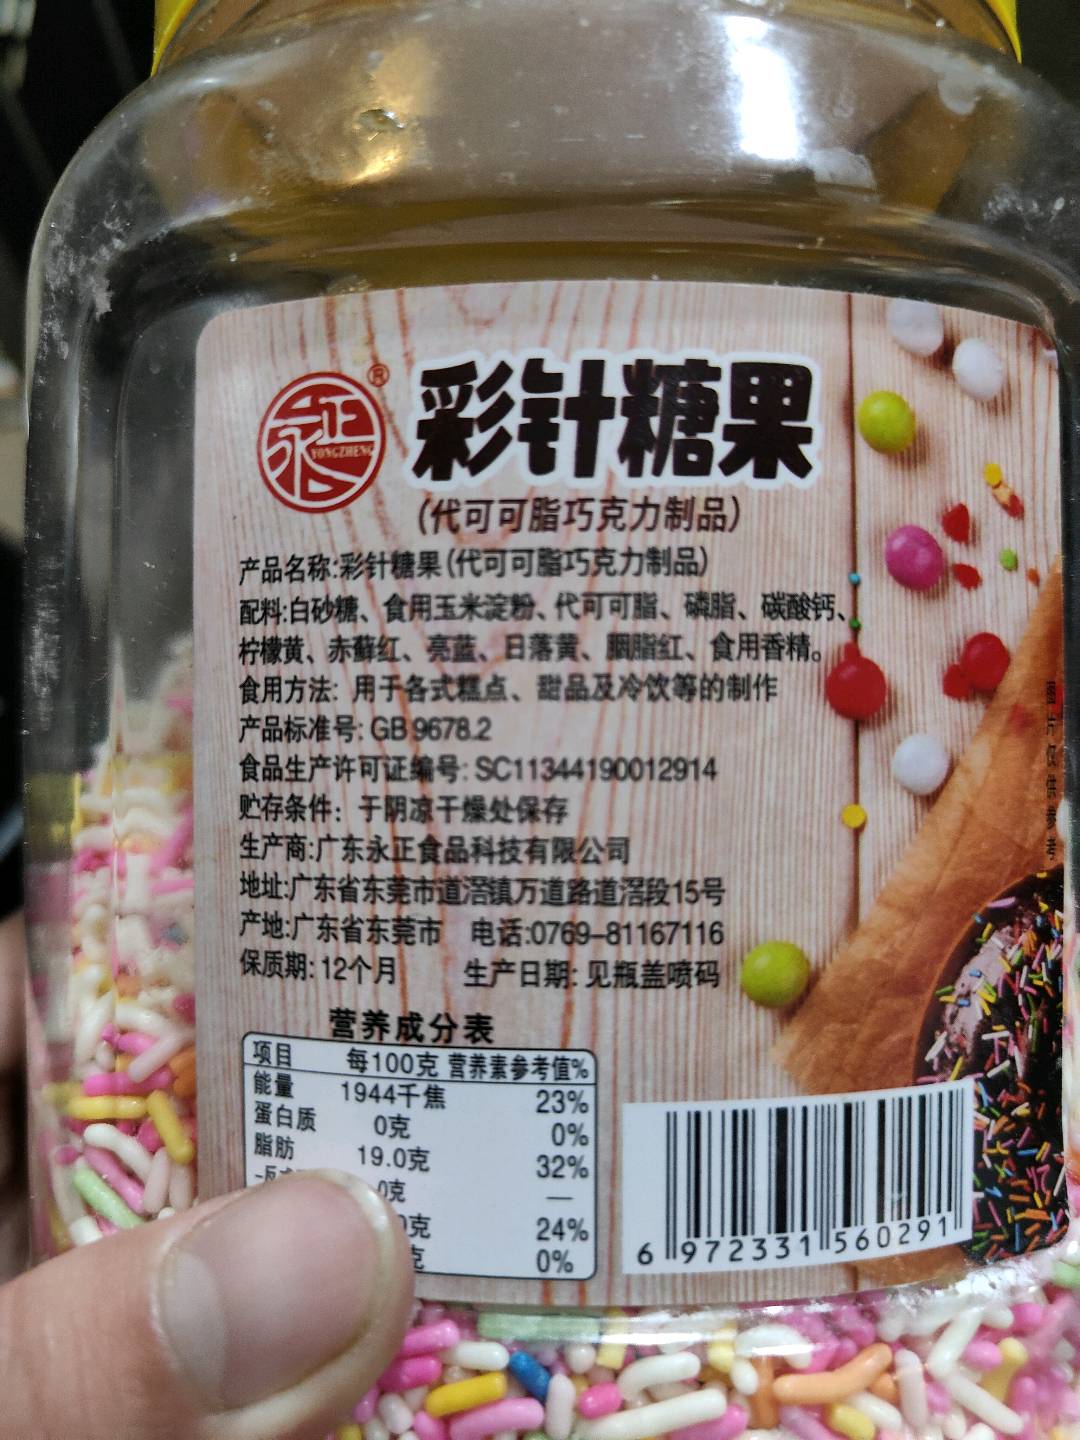 永正
YONGZHENG
®
彩针糖果
(代可可脂巧克力制品)
产品名称:彩针糖果(代可可脂巧克力制品)
配料:白砂糖、食用玉米淀粉、代可可脂、磷脂、碳酸钙、
柠檬黄、赤藓红、亮蓝、日落黄、胭脂红、食用香精。
食用方法: 用于各式糕点、甜品及冷饮等的制作
产品标准号: GB 9678.2
食品生产许可证编号: SC11344190012914
贮存条件: 于阴凉干燥处保存
生产商:广东永正食品科技有限公司
地址:广东省东莞市道滘镇万道路道滘段15号
产地:广东省东莞市 电话:0769-81167116
保质期: 12个月 生产日期: 见瓶盖喷码
营养成分表
项目 每100克 营养素参考值%
能量 1944千焦 23%
蛋白质 0克 0%
脂肪 19.0克 32%
0克 —
克 24%
克 0%
6 972331 560291
图片仅供参考